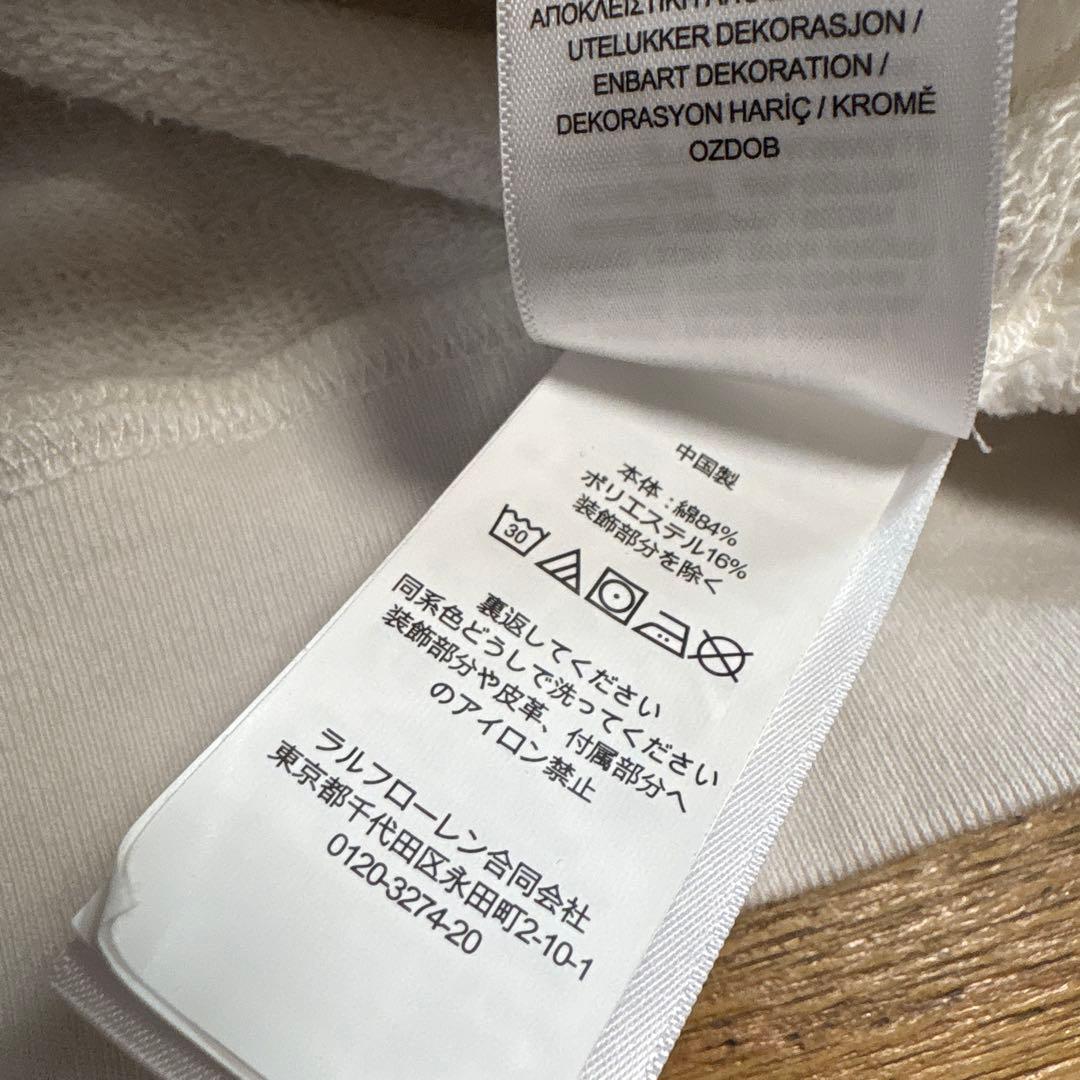 UTELUKKER DEKORASJON /
ENBART DEKORATION /
DEKORASYON HARİÇ / KROMĚ
OZDOB
中国製
本体：綿84%
ポリエステル16%
装飾部分を除く
30
裏返してください
同系色どうしで洗ってください
装飾部分や皮革、付属部分へ
のアイロン禁止
ラルフローレン合同会社
東京都千代田区永田町2-10-1
0120-3274-20